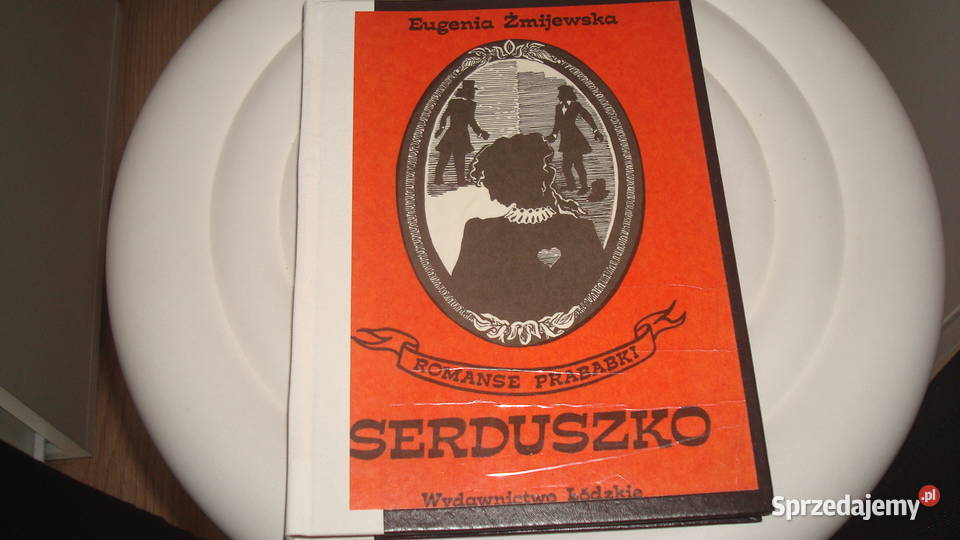 Eugenia Żmijewska
ROMANSE PRABABKI
SERDUSZKO
Wydawnictwo Łódzkie
Sprzedajemy.pl